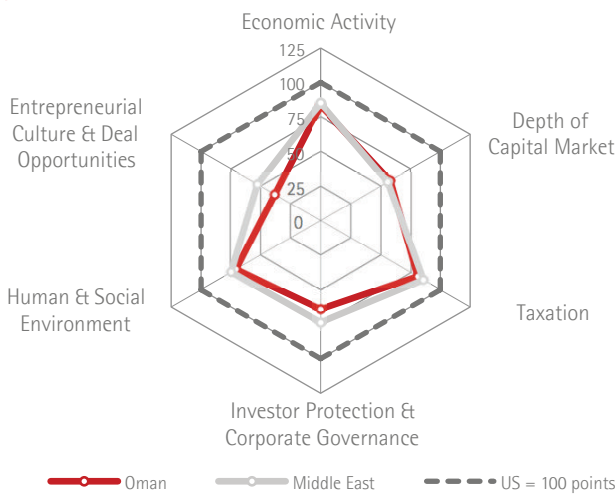 Economic Activity
125
100
75
50
25
0
Entrepreneurial
Culture & Deal
Opportunities
Depth of
Capital Market
Human & Social
Environment
Taxation
Investor Protection &
Corporate Governance
Oman
Middle East
US = 100 points